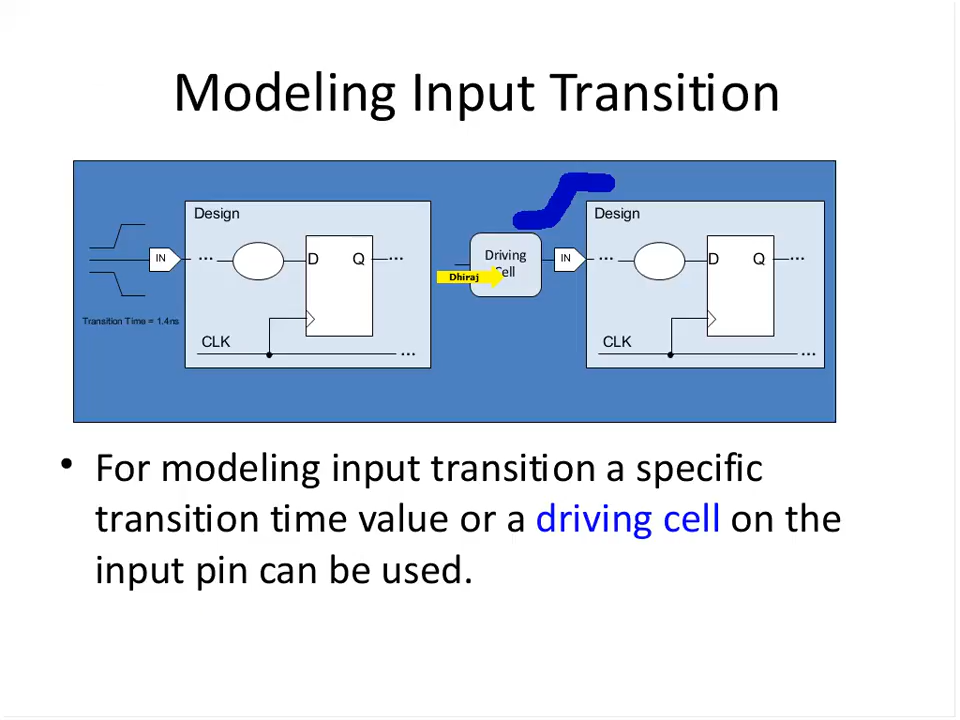 Modeling Input Transition
Design
IN
...
D
Q
...
CLK
...
Transition Time = 1.4ns
Driving
Cell
Dhiraj
Design
IN
...
D
Q
...
CLK
...
• For modeling input transition a specific
transition time value or a driving cell on the
input pin can be used.